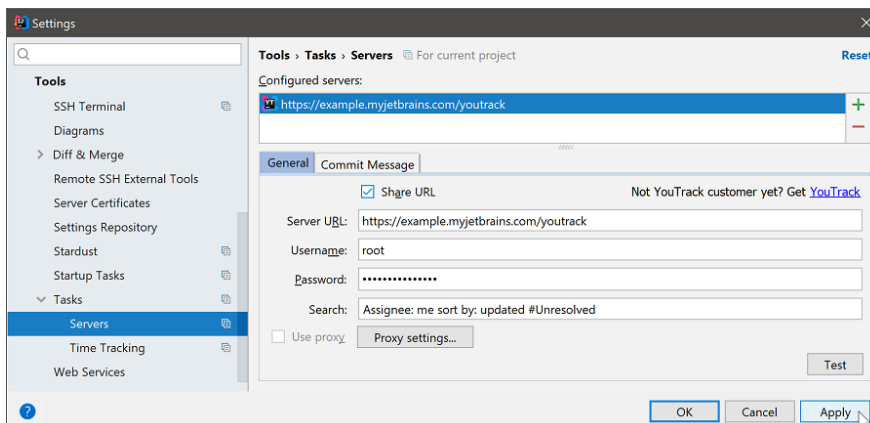 Settings
Tools › Tasks › Servers For current project Reset
Configured servers:
https://example.myjetbrains.com/youtrack
Tools
SSH Terminal
Diagrams
Diff & Merge
Remote SSH External Tools
Server Certificates
Settings Repository
Stardust
Startup Tasks
Tasks
Servers
Time Tracking
Web Services
General Commit Message
Share URL Not YouTrack customer yet? Get YouTrack
Server URL: https://example.myjetbrains.com/youtrack
Username: root
Password: •••••••••••••••
Search: Assignee: me sort by: updated #Unresolved
Use proxy Proxy settings...
Test
? OK Cancel Apply